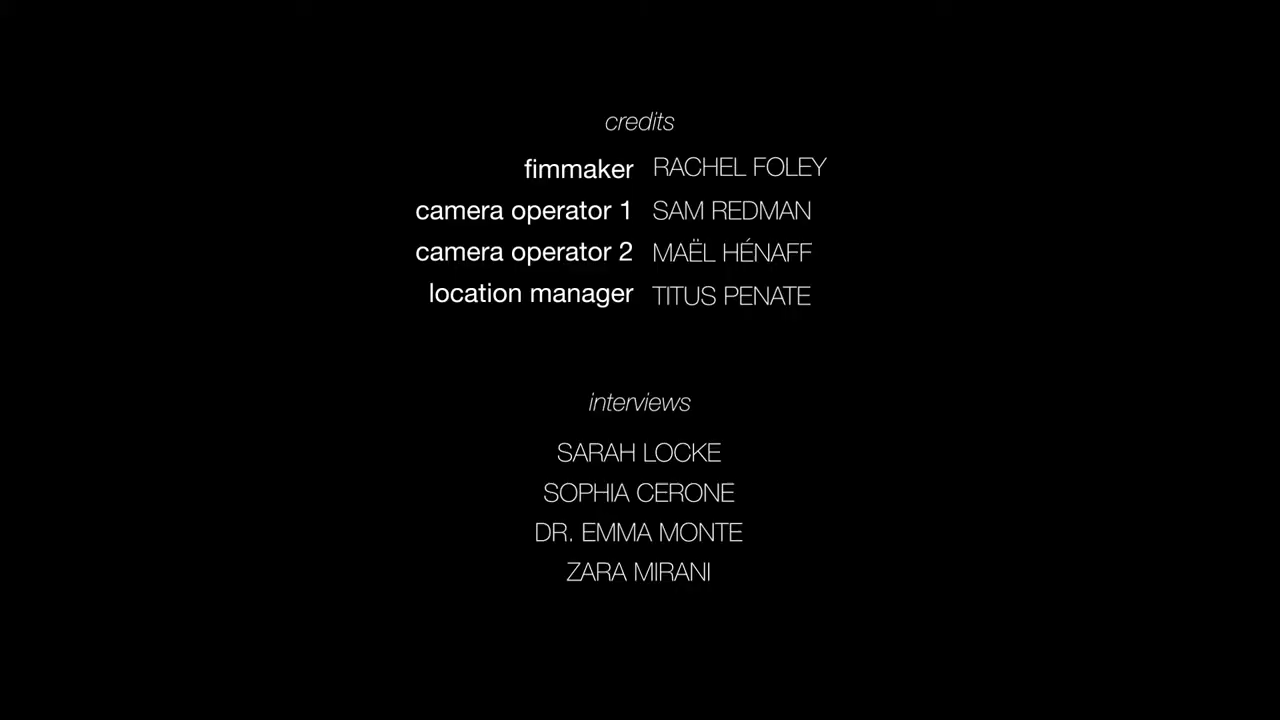 credits
fimmaker RACHEL FOLEY
camera operator 1 SAM REDMAN
camera operator 2 MAËL HÉNAFF
location manager TITUS PENATE
interviews
SARAH LOCKE
SOPHIA CERONE
DR. EMMA MONTE
ZARA MIRANI